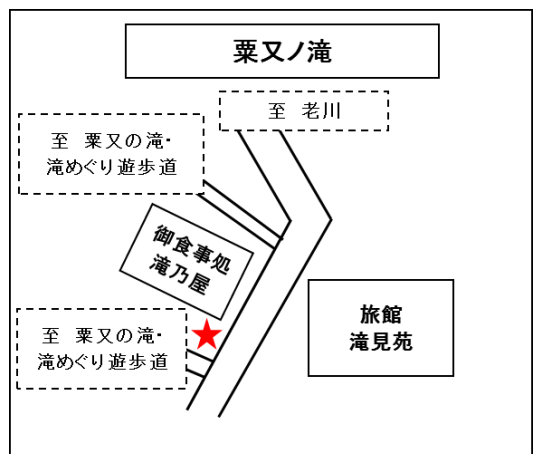 粟又ノ滝
至　老川
至　粟又の滝・
滝めぐり遊歩道
御食事処
滝乃屋
旅館
滝見苑
至　粟又の滝・
滝めぐり遊歩道